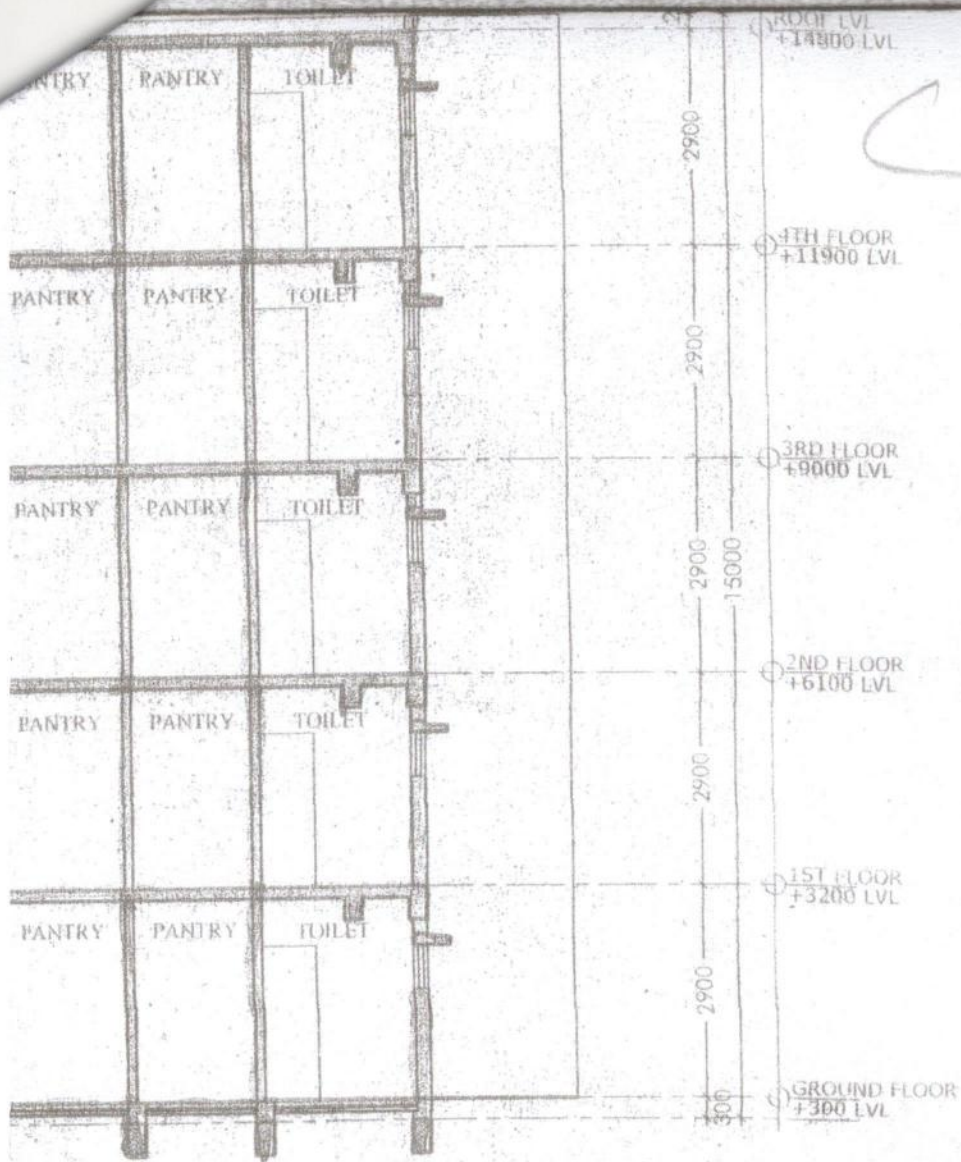 ROOF LVL
+14800 LVL
PANTRY
TOILET
2900
4TH FLOOR
+11900 LVL
PANTRY
PANTRY
TOILET
2900
3RD FLOOR
+9000 LVL
PANTRY
PANTRY
TOILET
2900
15000
2ND FLOOR
+6100 LVL
PANTRY
PANTRY
TOILET
2900
1ST FLOOR
+3200 LVL
PANTRY
PANTRY
TOILET
2900
GROUND FLOOR
+300 LVL
300